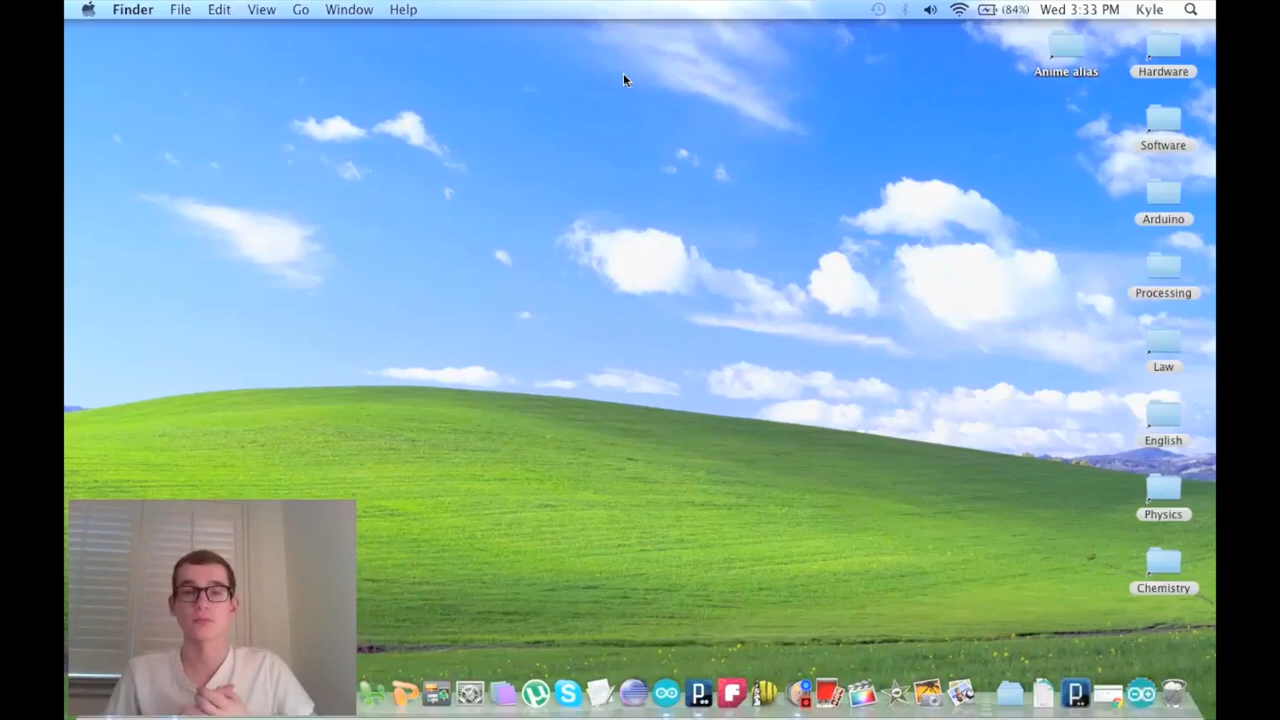 Finder File Edit View Go Window Help (84%) Wed 3:33 PM Kyle
Anime alias
Hardware
Software
Arduino
Processing
Law
English
Physics
Chemistry